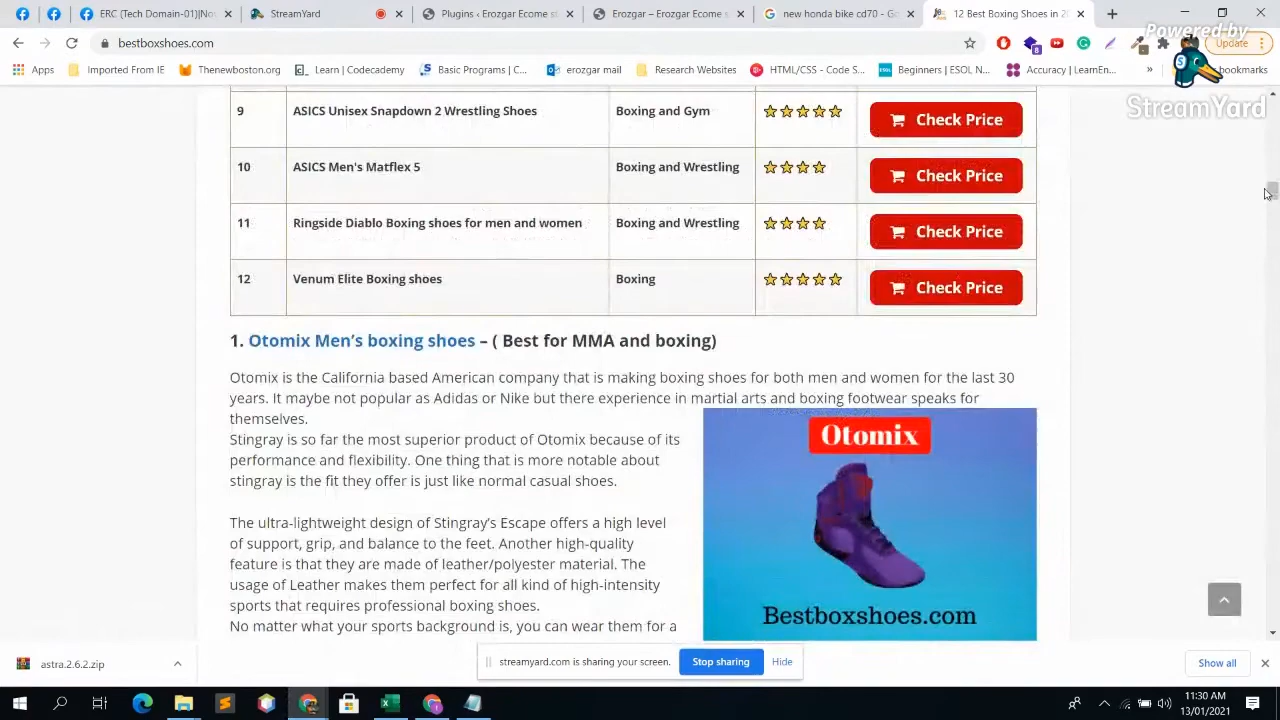 ERC (Tech Domain-01)|Nov
StreamYard
Plugins ‹ Erozgar Ecome st
Erozgar – Erozgar Ecome s
new honda bike cd70 - Go
12 Best Boxing Shoes in 2
Powered by
bestboxshoes.com
8
Update
Apps
Imported From IE
Thenewboston.org
Learn | Codecademy
Basic Programs | C...
erozgar mail
Research Websites
HTML/CSS - Code S...
Beginners | ESOL N...
Accuracy | LearnEn...
»
bookmarks
StreamYard
9 ASICS Unisex Snapdown 2 Wrestling Shoes Boxing and Gym Check Price
10 ASICS Men's Matflex 5 Boxing and Wrestling Check Price
11 Ringside Diablo Boxing shoes for men and women Boxing and Wrestling Check Price
12 Venum Elite Boxing shoes Boxing Check Price
1. Otomix Men’s boxing shoes – ( Best for MMA and boxing)
Otomix is the California based American company that is making boxing shoes for both men and women for the last 30
years. It maybe not popular as Adidas or Nike but there experience in martial arts and boxing footwear speaks for
themselves.
Stingray is so far the most superior product of Otomix because of its
performance and flexibility. One thing that is more notable about
stingray is the fit they offer is just like normal casual shoes.
The ultra-lightweight design of Stingray’s Escape offers a high level
of support, grip, and balance to the feet. Another high-quality
feature is that they are made of leather/polyester material. The
usage of Leather makes them perfect for all kind of high-intensity
sports that requires professional boxing shoes.
No matter what your sports background is, you can wear them for a
Otomix
Bestboxshoes.com
astra.2.6.2.zip
streamyard.com is sharing your screen.
Stop sharing
Hide
Show all
11:30 AM
13/01/2021